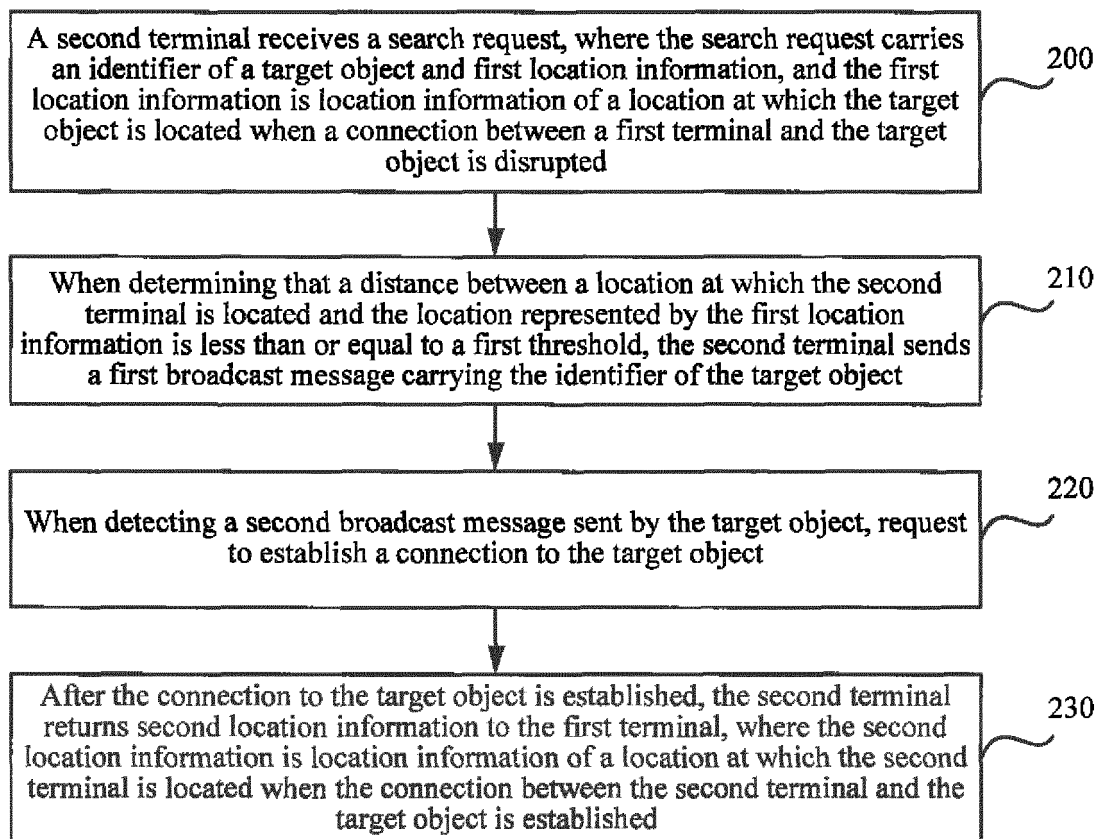 A second terminal receives a search request, where the search request carries
an identifier of a target object and first location information, and the first
location information is location information of a location at which the target
object is located when a connection between a first terminal and the target
object is disrupted
200
When determining that a distance between a location at which the second
terminal is located and the location represented by the first location
information is less than or equal to a first threshold, the second terminal sends
a first broadcast message carrying the identifier of the target object
210
When detecting a second broadcast message sent by the target object, request
to establish a connection to the target object
220
After the connection to the target object is established, the second terminal
returns second location information to the first terminal, where the second
location information is location information of a location at which the second
terminal is located when the connection between the second terminal and the
target object is established
230